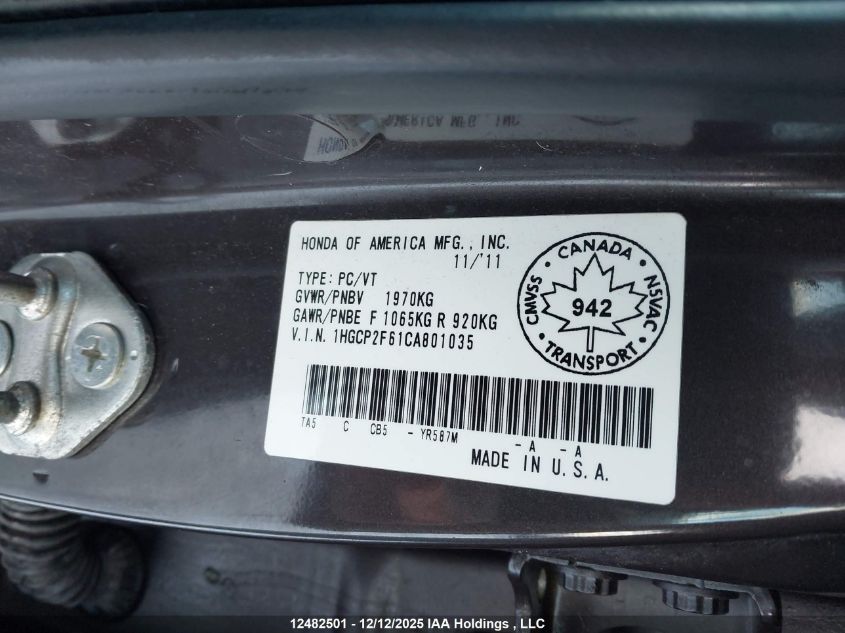 HONDA OF AMERICA MFG., INC.
11/'11
TYPE: PC/VT
GVWR/PNBV 1970KG
GAWR/PNBE F 1065KG R 920KG
V.I.N. 1HGCP2F61CA801035
CANADA
CMVSS
NSVAC
942
TRANSPORT
TA5 C CB5 - YR587M - A - A
MADE IN U.S.A.
12482501 - 12/12/2025 IAA Holdings , LLC